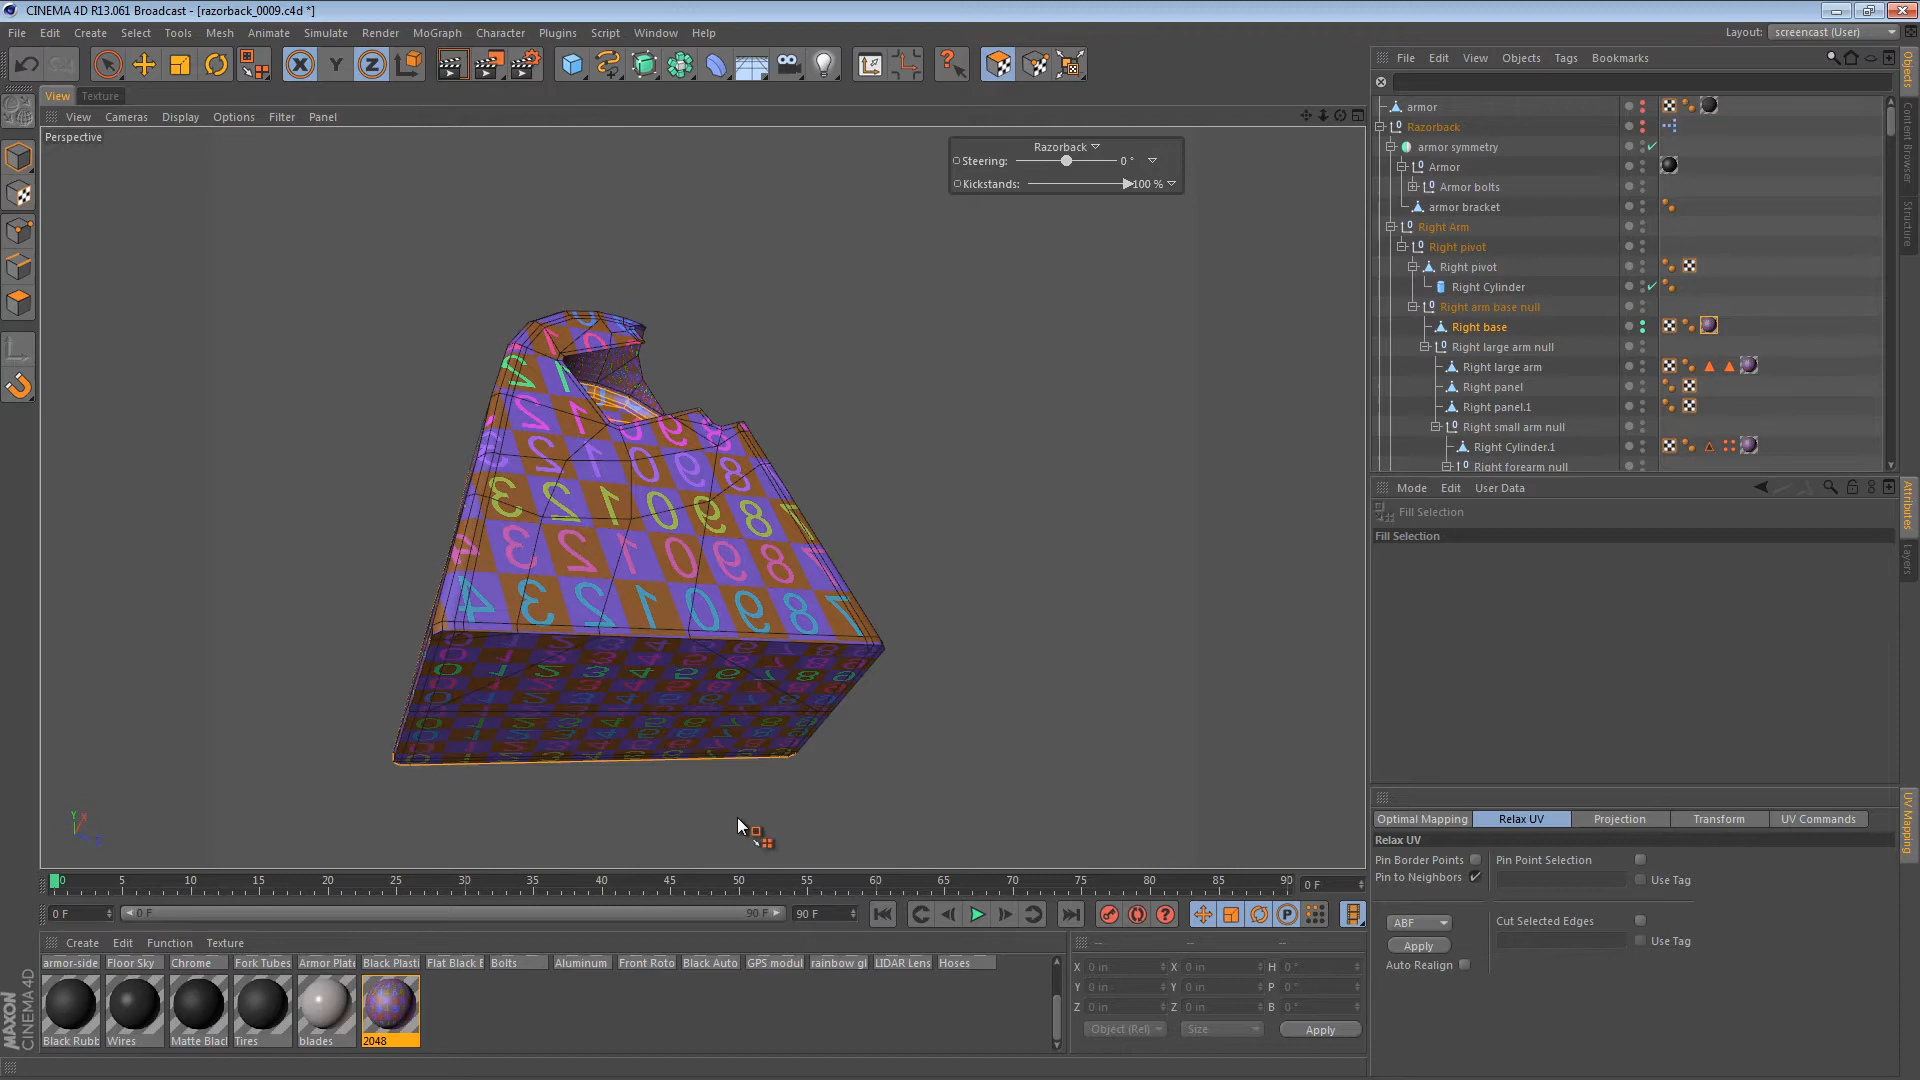 CINEMA 4D R13.061 Broadcast - [razorback_0009.c4d *]
File Edit Create Select Tools Mesh Animate Simulate Render MoGraph Character Plugins Script Window Help
Layout: screencast (User)
X Y Z
File Edit View Objects Tags Bookmarks
View Texture
View Cameras Display Options Filter Panel
Perspective
Razorback
Steering: 0 °
Kickstands: 100 %
armor
Razorback
armor symmetry
Armor
Armor bolts
armor bracket
Right Arm
Right pivot
Right pivot
Right Cylinder
Right arm base null
Right base
Right large arm null
Right large arm
Right panel
Right panel.1
Right small arm null
Right Cylinder.1
Right forearm null
Objects
Content Browser
Structure
Mode Edit User Data
Fill Selection
Fill Selection
Attributes
Layers
Optimal Mapping Relax UV Projection Transform UV Commands
Relax UV
Pin Border Points
Pin Point Selection
Pin to Neighbors
Use Tag
ABF
Cut Selected Edges
Apply
Use Tag
Auto Realign
UV Mapping
0 5 10 15 20 25 30 35 40 45 50 55 60 65 70 75 80 85 90 0 F
0 F 0 F 90 F 90 F
Create Edit Function Texture
armor-side Floor Sky Chrome Fork Tubes Armor Plate Black Plasti Flat Black E Bolts Aluminum Front Roto Black Auto GPS modul rainbow gl LIDAR Lens Hoses
Black Rubb Wires Matte Blac Tires blades 2048
-- -- --
X 0 in X 0 in H 0 °
Y 0 in Y 0 in P 0 °
Z 0 in Z 0 in B 0 °
Object (Rel) Size Apply
MAXON
CINEMA 4D